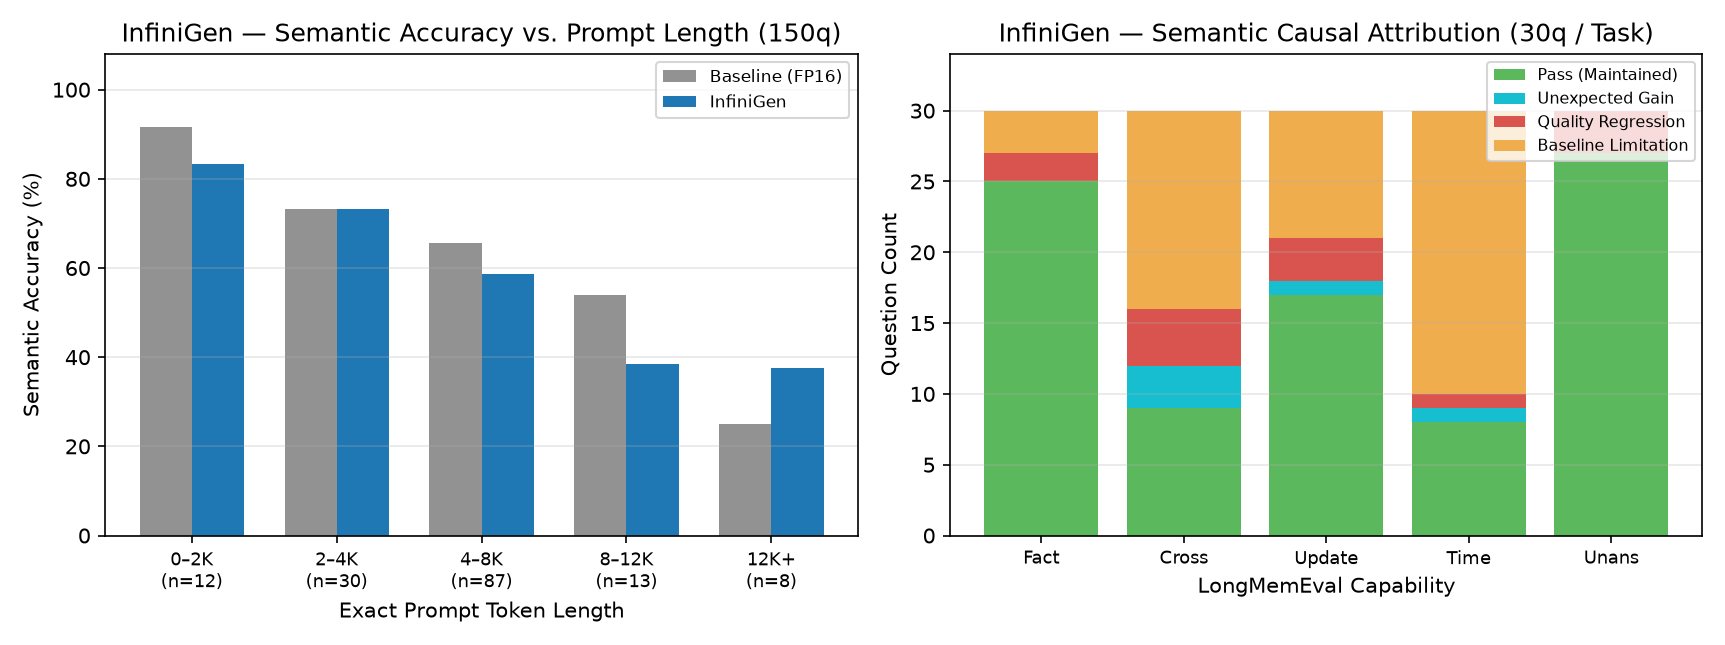 InfiniGen — Semantic Accuracy vs. Prompt Length (150q)
Semantic Accuracy (%)
100
80
60
40
20
0
Baseline (FP16)
InfiniGen
0–2K
(n=12)
2–4K
(n=30)
4–8K
(n=87)
8–12K
(n=13)
12K+
(n=8)
Exact Prompt Token Length
InfiniGen — Semantic Causal Attribution (30q / Task)
Question Count
30
25
20
15
10
5
0
Pass (Maintained)
Unexpected Gain
Quality Regression
Baseline Limitation
Fact
Cross
Update
Time
Unans
LongMemEval Capability